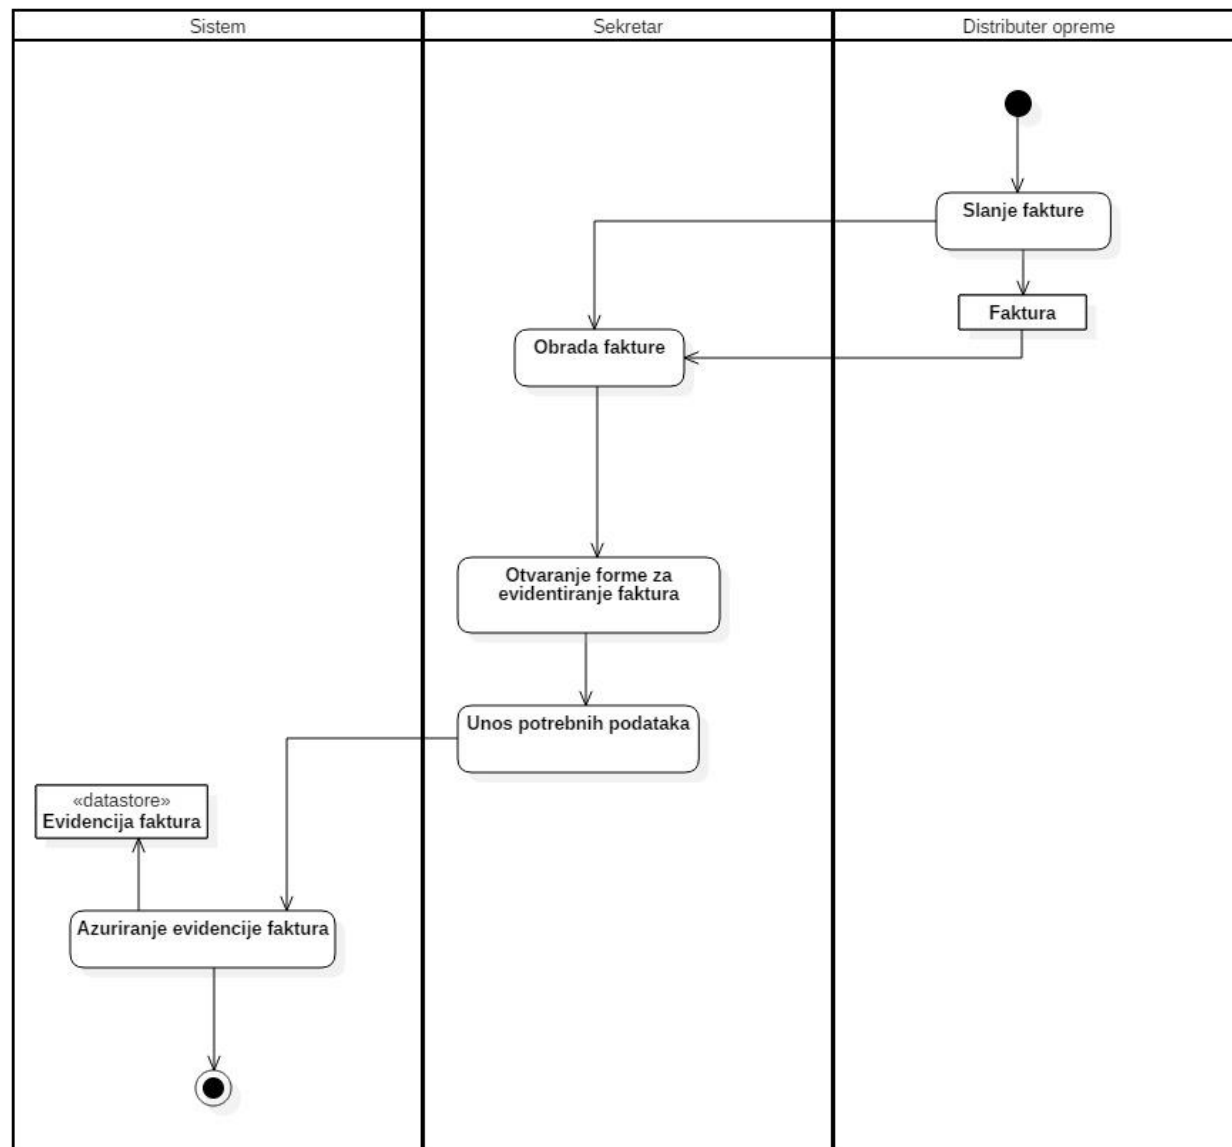 Sistem
Sekretar
Distributer opreme
Slanje fakture
Faktura
Obrada fakture
Otvaranje forme za
evidentiranje faktura
Unos potrebnih podataka
«datastore»
Evidencija faktura
Azuriranje evidencije faktura